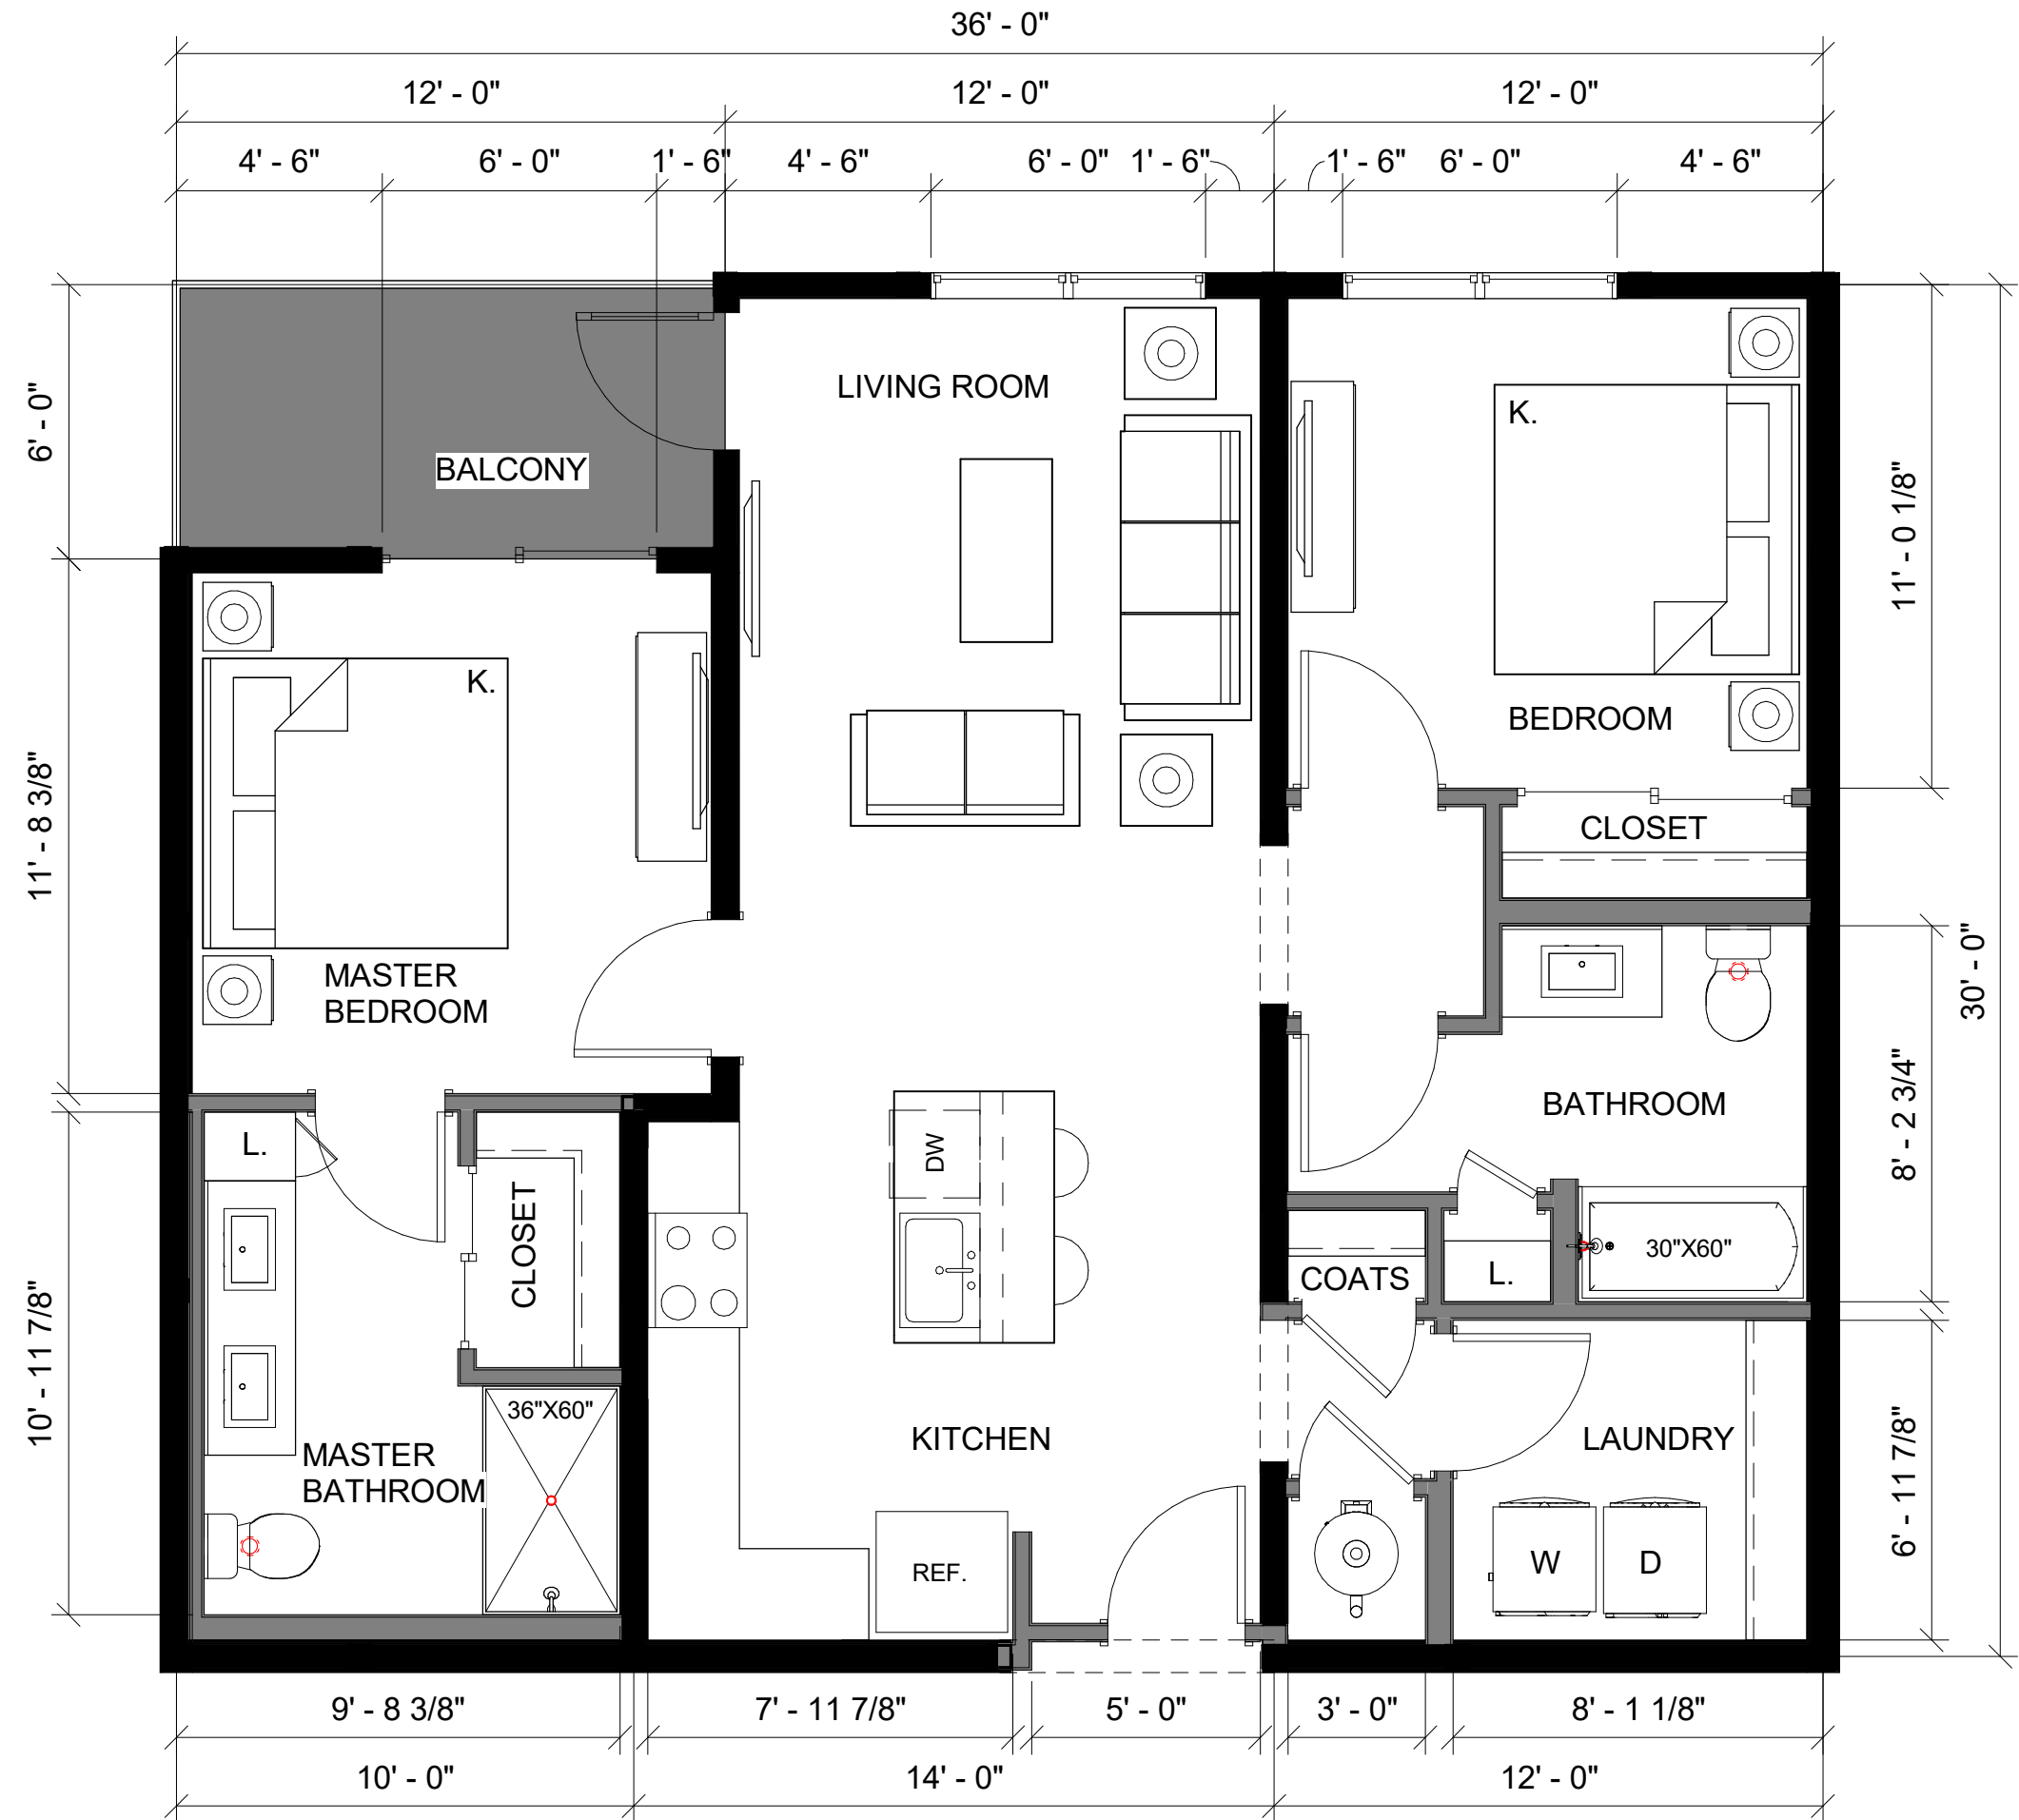 36' - 0"
12' - 0"
12' - 0"
12' - 0"
4' - 6"
6' - 0"
1' - 6"
4' - 6"
6' - 0"
1' - 6"
1' - 6"
6' - 0"
4' - 6"
6' - 0"
11' - 8 3/8"
10' - 11 7/8"
BALCONY
LIVING ROOM
K.
BEDROOM
CLOSET
11' - 0 1/8"
30' - 0"
8' - 2 3/4"
6' - 11 7/8"
K.
MASTER
BEDROOM
L.
CLOSET
36"X60"
MASTER
BATHROOM
DW
KITCHEN
REF.
BATHROOM
30"X60"
COATS
L.
LAUNDRY
W
D
9' - 8 3/8"
7' - 11 7/8"
5' - 0"
3' - 0"
8' - 1 1/8"
10' - 0"
14' - 0"
12' - 0"